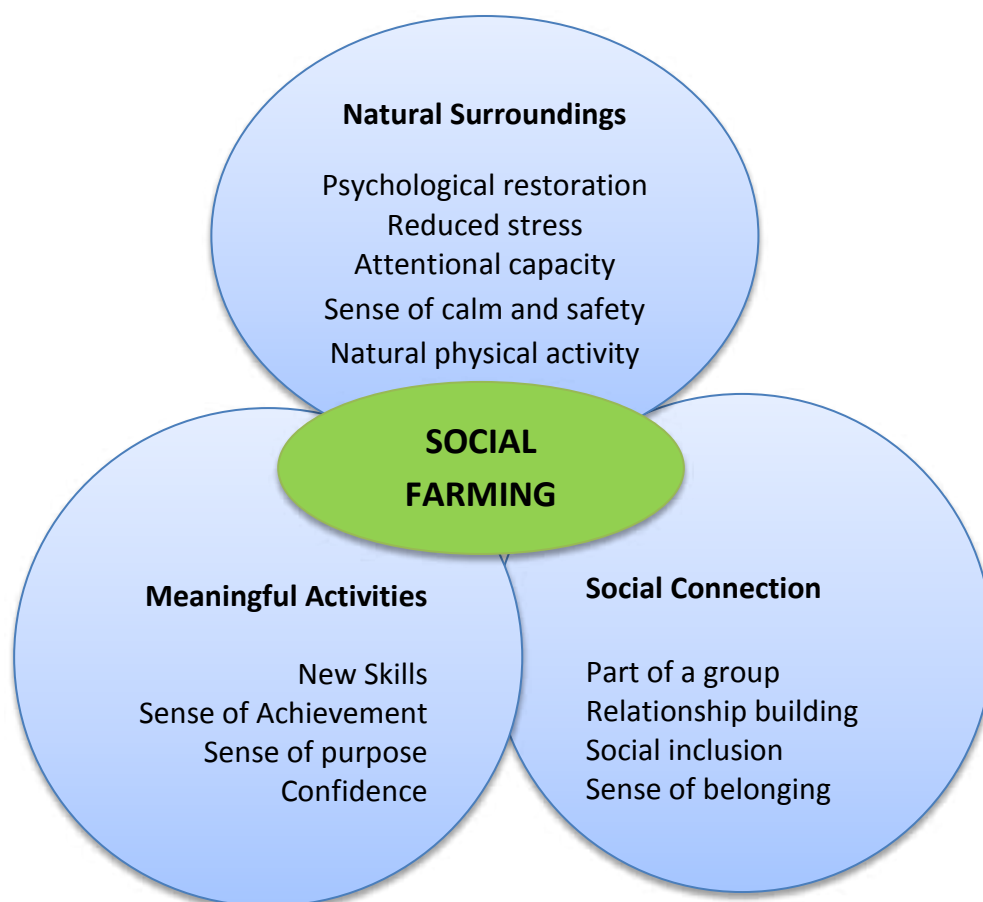 Natural Surroundings
Psychological restoration
Reduced stress
Attentional capacity
Sense of calm and safety
Natural physical activity
SOCIAL
FARMING
Meaningful Activities
New Skills
Sense of Achievement
Sense of purpose
Confidence
Social Connection
Part of a group
Relationship building
Social inclusion
Sense of belonging